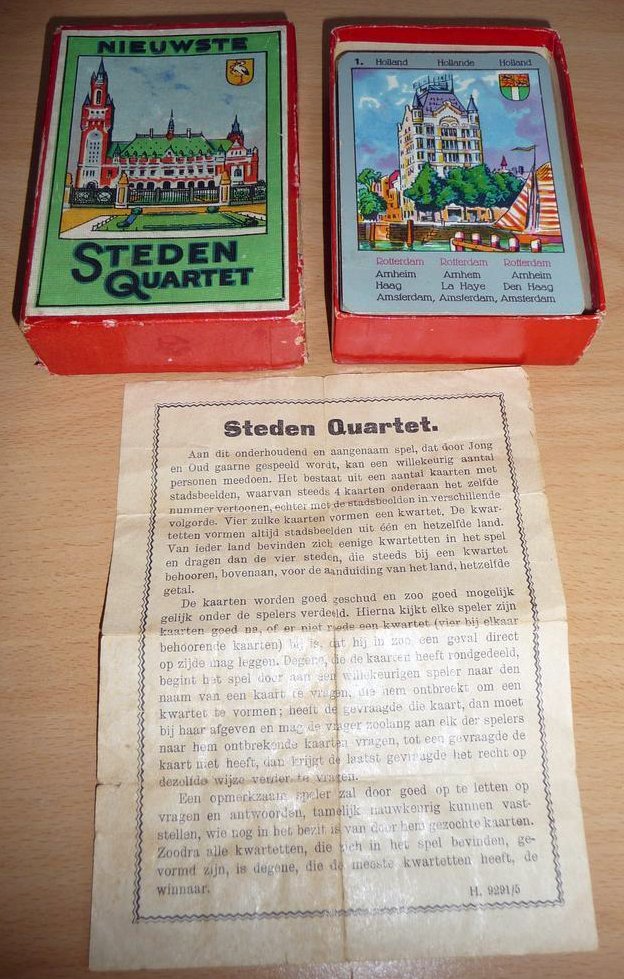 NIEUWSTE
STEDEN
QUARTET
1. Holland Hollande Holland
Rotterdam Rotterdam Rotterdam
Arnheim Arnhem Arnheim
Haag La Haye Den Haag
Amsterdam, Amsterdam, Amsterdam
Steden Quartet.
Aan dit onderhoudend en aangenaam spel, dat door Jong
en Oud gaarne gespeeld wordt, kan een willekeurig aantal
personen meedoen. Het bestaat uit een aantal kaarten met
stadsbeelden, waarvan steeds 4 kaarten onderaan het zelfde
nummer vertoonen, echter met de stadsbeelden in verschillende
volgorde. Vier zulke kaarten vormen een kwartet. De kwar-
tetten vormen altijd stadsbeelden uit één en hetzelfde land.
Van ieder land bevinden zich eenige kwartetten in het spel
en dragen dan de vier steden, die steeds bij een kwartet
behooren, bovenaan, voor de aanduiding van het land, hetzelfde
getal.
De kaarten worden goed geschud en zoo goed mogelijk
gelijk onder de spelers verdeeld. Hierna kijkt elke speler zijn
kaarten goed na, of er niet reede een kwartet (vier bij elkaar
behoorende kaarten) bij is, dat hij in zoo een geval direct
op zijde mag leggen. Degene, die de kaarten heeft rondgedeeld,
begint het spel door aan een willekeurigen speler naar den
naam van een kaart te vragen, die hem ontbreekt om een
kwartet te vormen; heeft de gevraagde die kaart, dan moet
hij haar afgeven en mag de vrager zoolang aan elk der spelers
naar hem ontbrekende kaarten vragen, tot een gevraagde de
kaart niet heeft, dan krijgt de laatst gevraagde het recht op
dezelfde wijze verder te vragen.
Een opmerkzaam speler zal door goed op te letten op
vragen en antwoorden, tamelijk nauwkeurig kunnen vast-
stellen, wie nog in het bezit is van door hem gezochte kaarten.
Zoodra alle kwartetten, die zich in het spel bevinden, ge-
vormd zijn, is degene, die de meeste kwartetten heeft, de
winnaar.
H. 9291/5